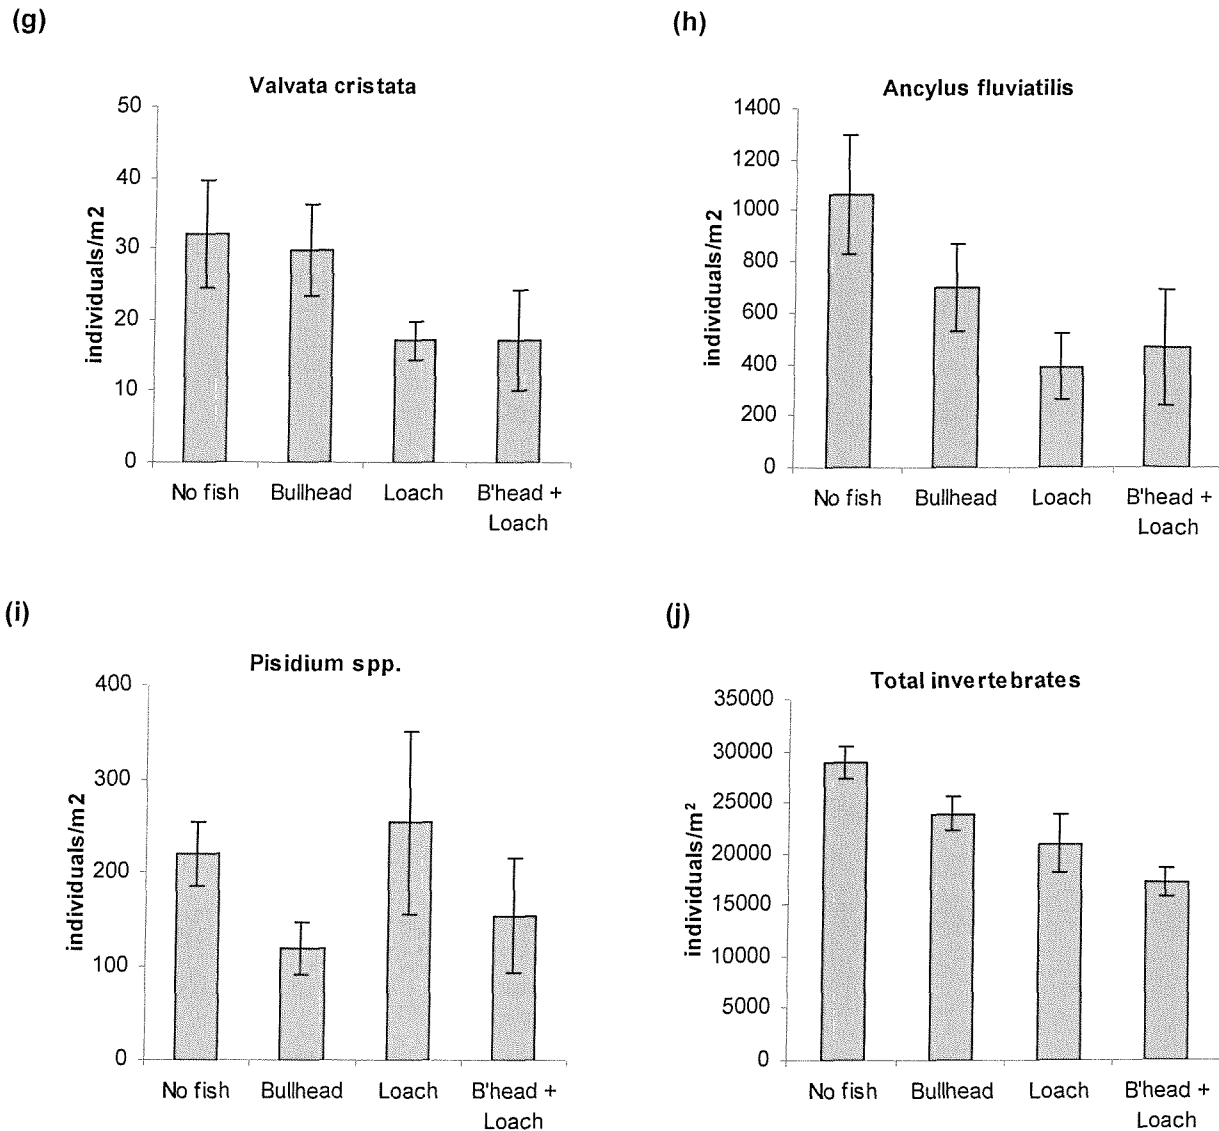 (g)
Valvata cristata
individuals/m2
50
40
30
20
10
0
No fish
Bullhead
Loach
B'head +
Loach
(h)
Ancylus fluviatilis
individuals/m2
1400
1200
1000
800
600
400
200
0
No fish
Bullhead
Loach
B'head +
Loach
(i)
Pisidium spp.
individuals/m2
400
300
200
100
0
No fish
Bullhead
Loach
B'head +
Loach
(j)
Total invertebrates
individuals/m²
35000
30000
25000
20000
15000
10000
5000
0
No fish
Bullhead
Loach
B'head +
Loach